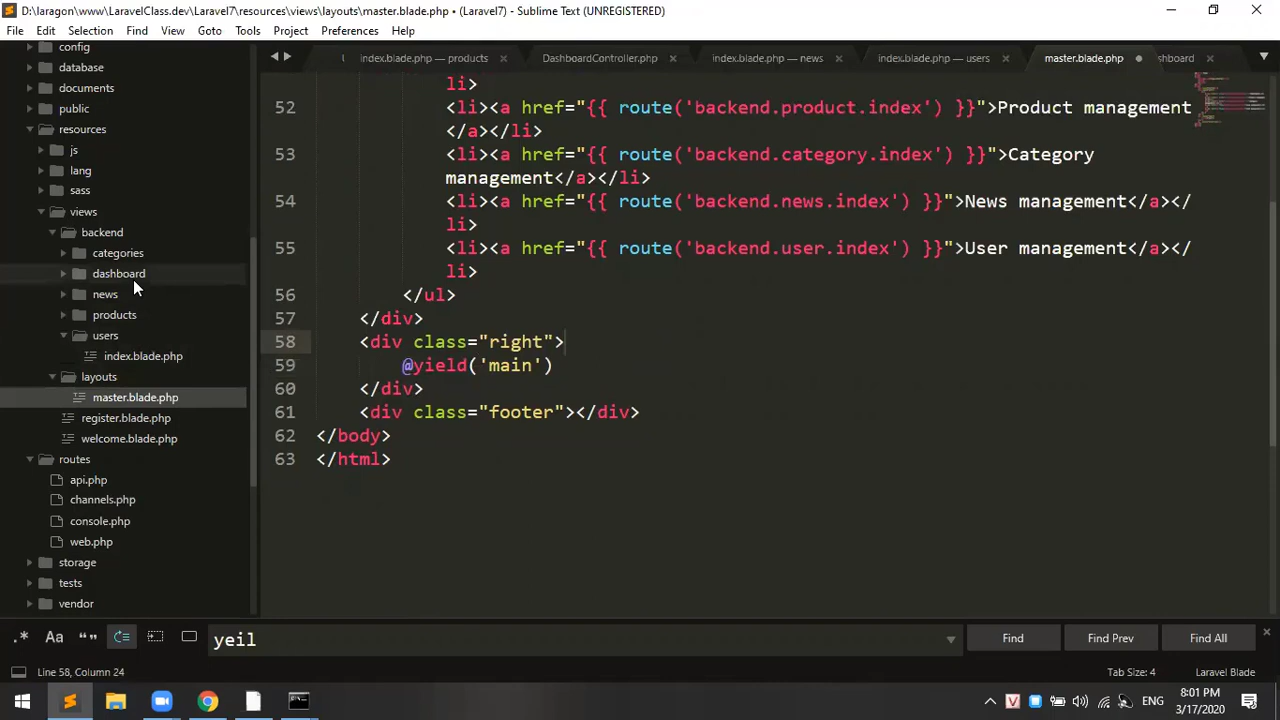 D:\laragon\www\LaravelClass.dev\Laravel7\resources\views\layouts\master.blade.php • (Laravel7) - Sublime Text (UNREGISTERED)
File Edit Selection Find View Goto Tools Project Preferences Help
index.blade.php — products DashboardController.php index.blade.php — news index.blade.php — users master.blade.php shboard
config
database
documents
public
resources
js
lang
sass
views
backend
categories
dashboard
news
products
users
index.blade.php
layouts
master.blade.php
register.blade.php
welcome.blade.php
routes
api.php
channels.php
console.php
web.php
storage
tests
vendor
li>
52 <li><a href="{{ route('backend.product.index') }}">Product management
</a></li>
53 <li><a href="{{ route('backend.category.index') }}">Category
management</a></li>
54 <li><a href="{{ route('backend.news.index') }}">News management</a></
li>
55 <li><a href="{{ route('backend.user.index') }}">User management</a></
li>
56 </ul>
57 </div>
58 <div class="right">
59 @yield('main')
60 </div>
61 <div class="footer"></div>
62 </body>
63 </html>
.* Aa “” yeil Find Find Prev Find All
Line 58, Column 24 Tab Size: 4 Laravel Blade
V ENG 8:01 PM
3/17/2020